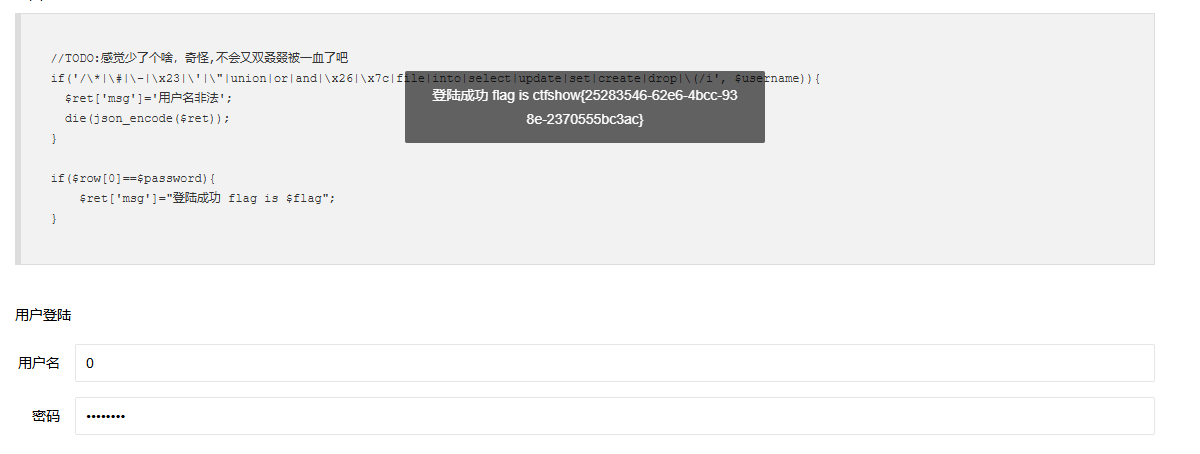 //TODO:感觉少了个啥，奇怪,不会又双叒叕被一血了吧
if('/\*|\#|\-|\x23|\'|\"|union|or|and|\x26|\x7c|file|into|select|update|set|create|drop|\(/i', $username)){
登陆成功 flag is ctfshow{25283546-62e6-4bcc-93
8e-2370555bc3ac}
$ret['msg']='用户名非法';
die(json_encode($ret));
}
if($row[0]==$password){
$ret['msg']="登陆成功 flag is $flag";
}
用户登陆
用户名 0
密码 ••••••••